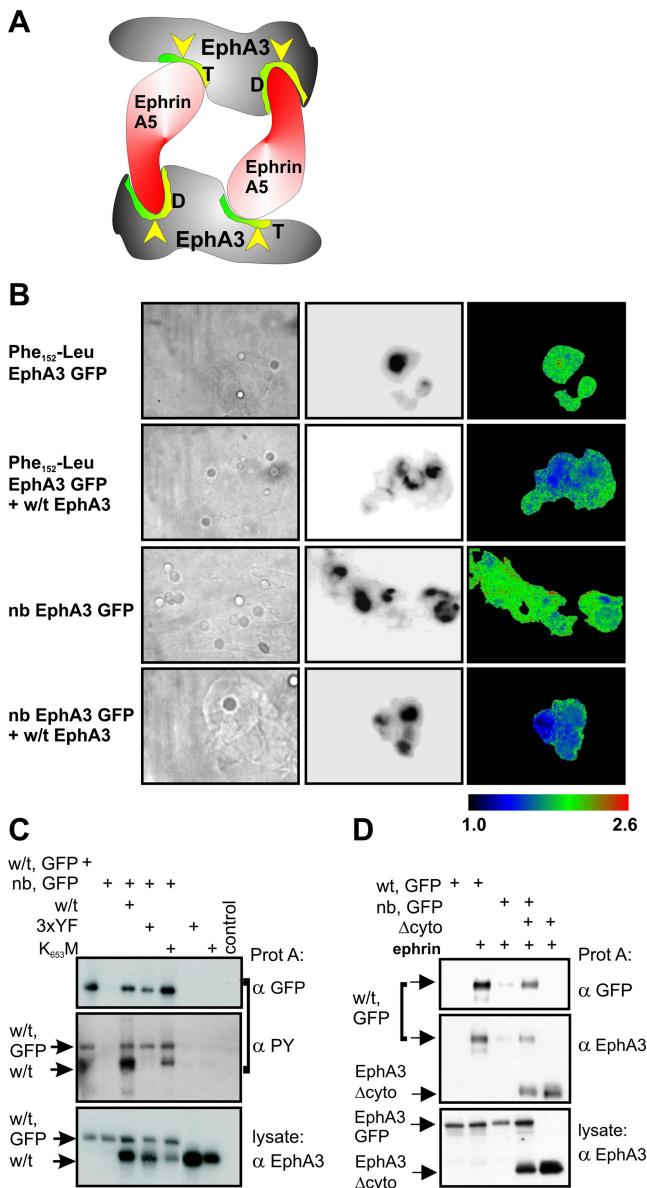 A
EphA3
T
D
Ephrin
A5
Ephrin
A5
D
T
EphA3
B
Phe152-Leu
EphA3 GFP
Phe152-Leu
EphA3 GFP
+ w/t EphA3
nb EphA3 GFP
nb EphA3 GFP
+ w/t EphA3
1.0 2.6
C
w/t, GFP +
nb, GFP + + + +
w/t +
3xYF + +
K653M + +
control
Prot A:
α GFP
w/t,
GFP
w/t
α PY
w/t,
GFP
w/t
lysate:
α EphA3
D
wt, GFP + +
nb, GFP + +
Δcyto + +
ephrin + + + +
Prot A:
α GFP
w/t,
GFP
α EphA3
EphA3
Δcyto
EphA3
GFP
EphA3
Δcyto
lysate:
α EphA3